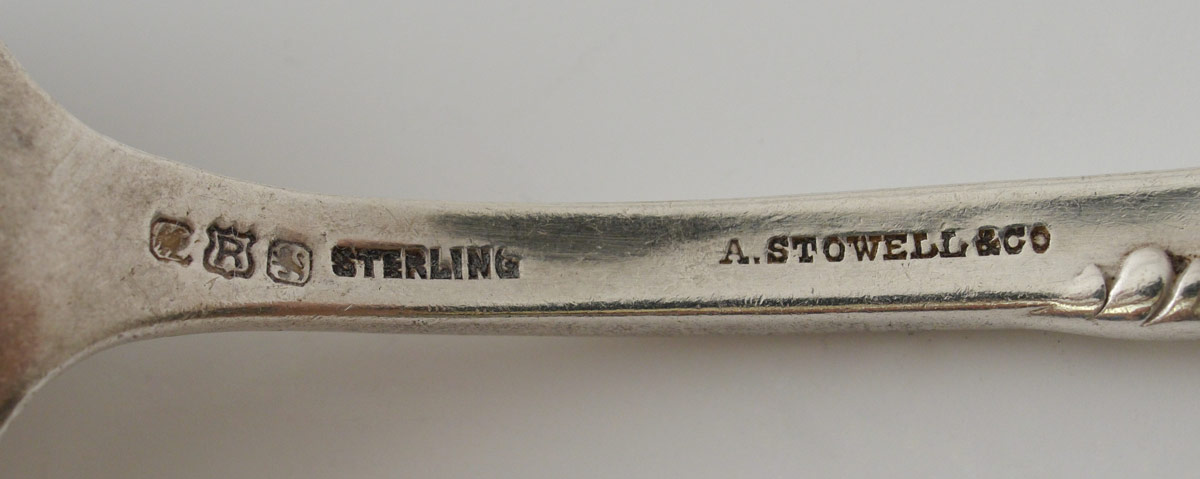 R STERLING A. STOWELL & CO